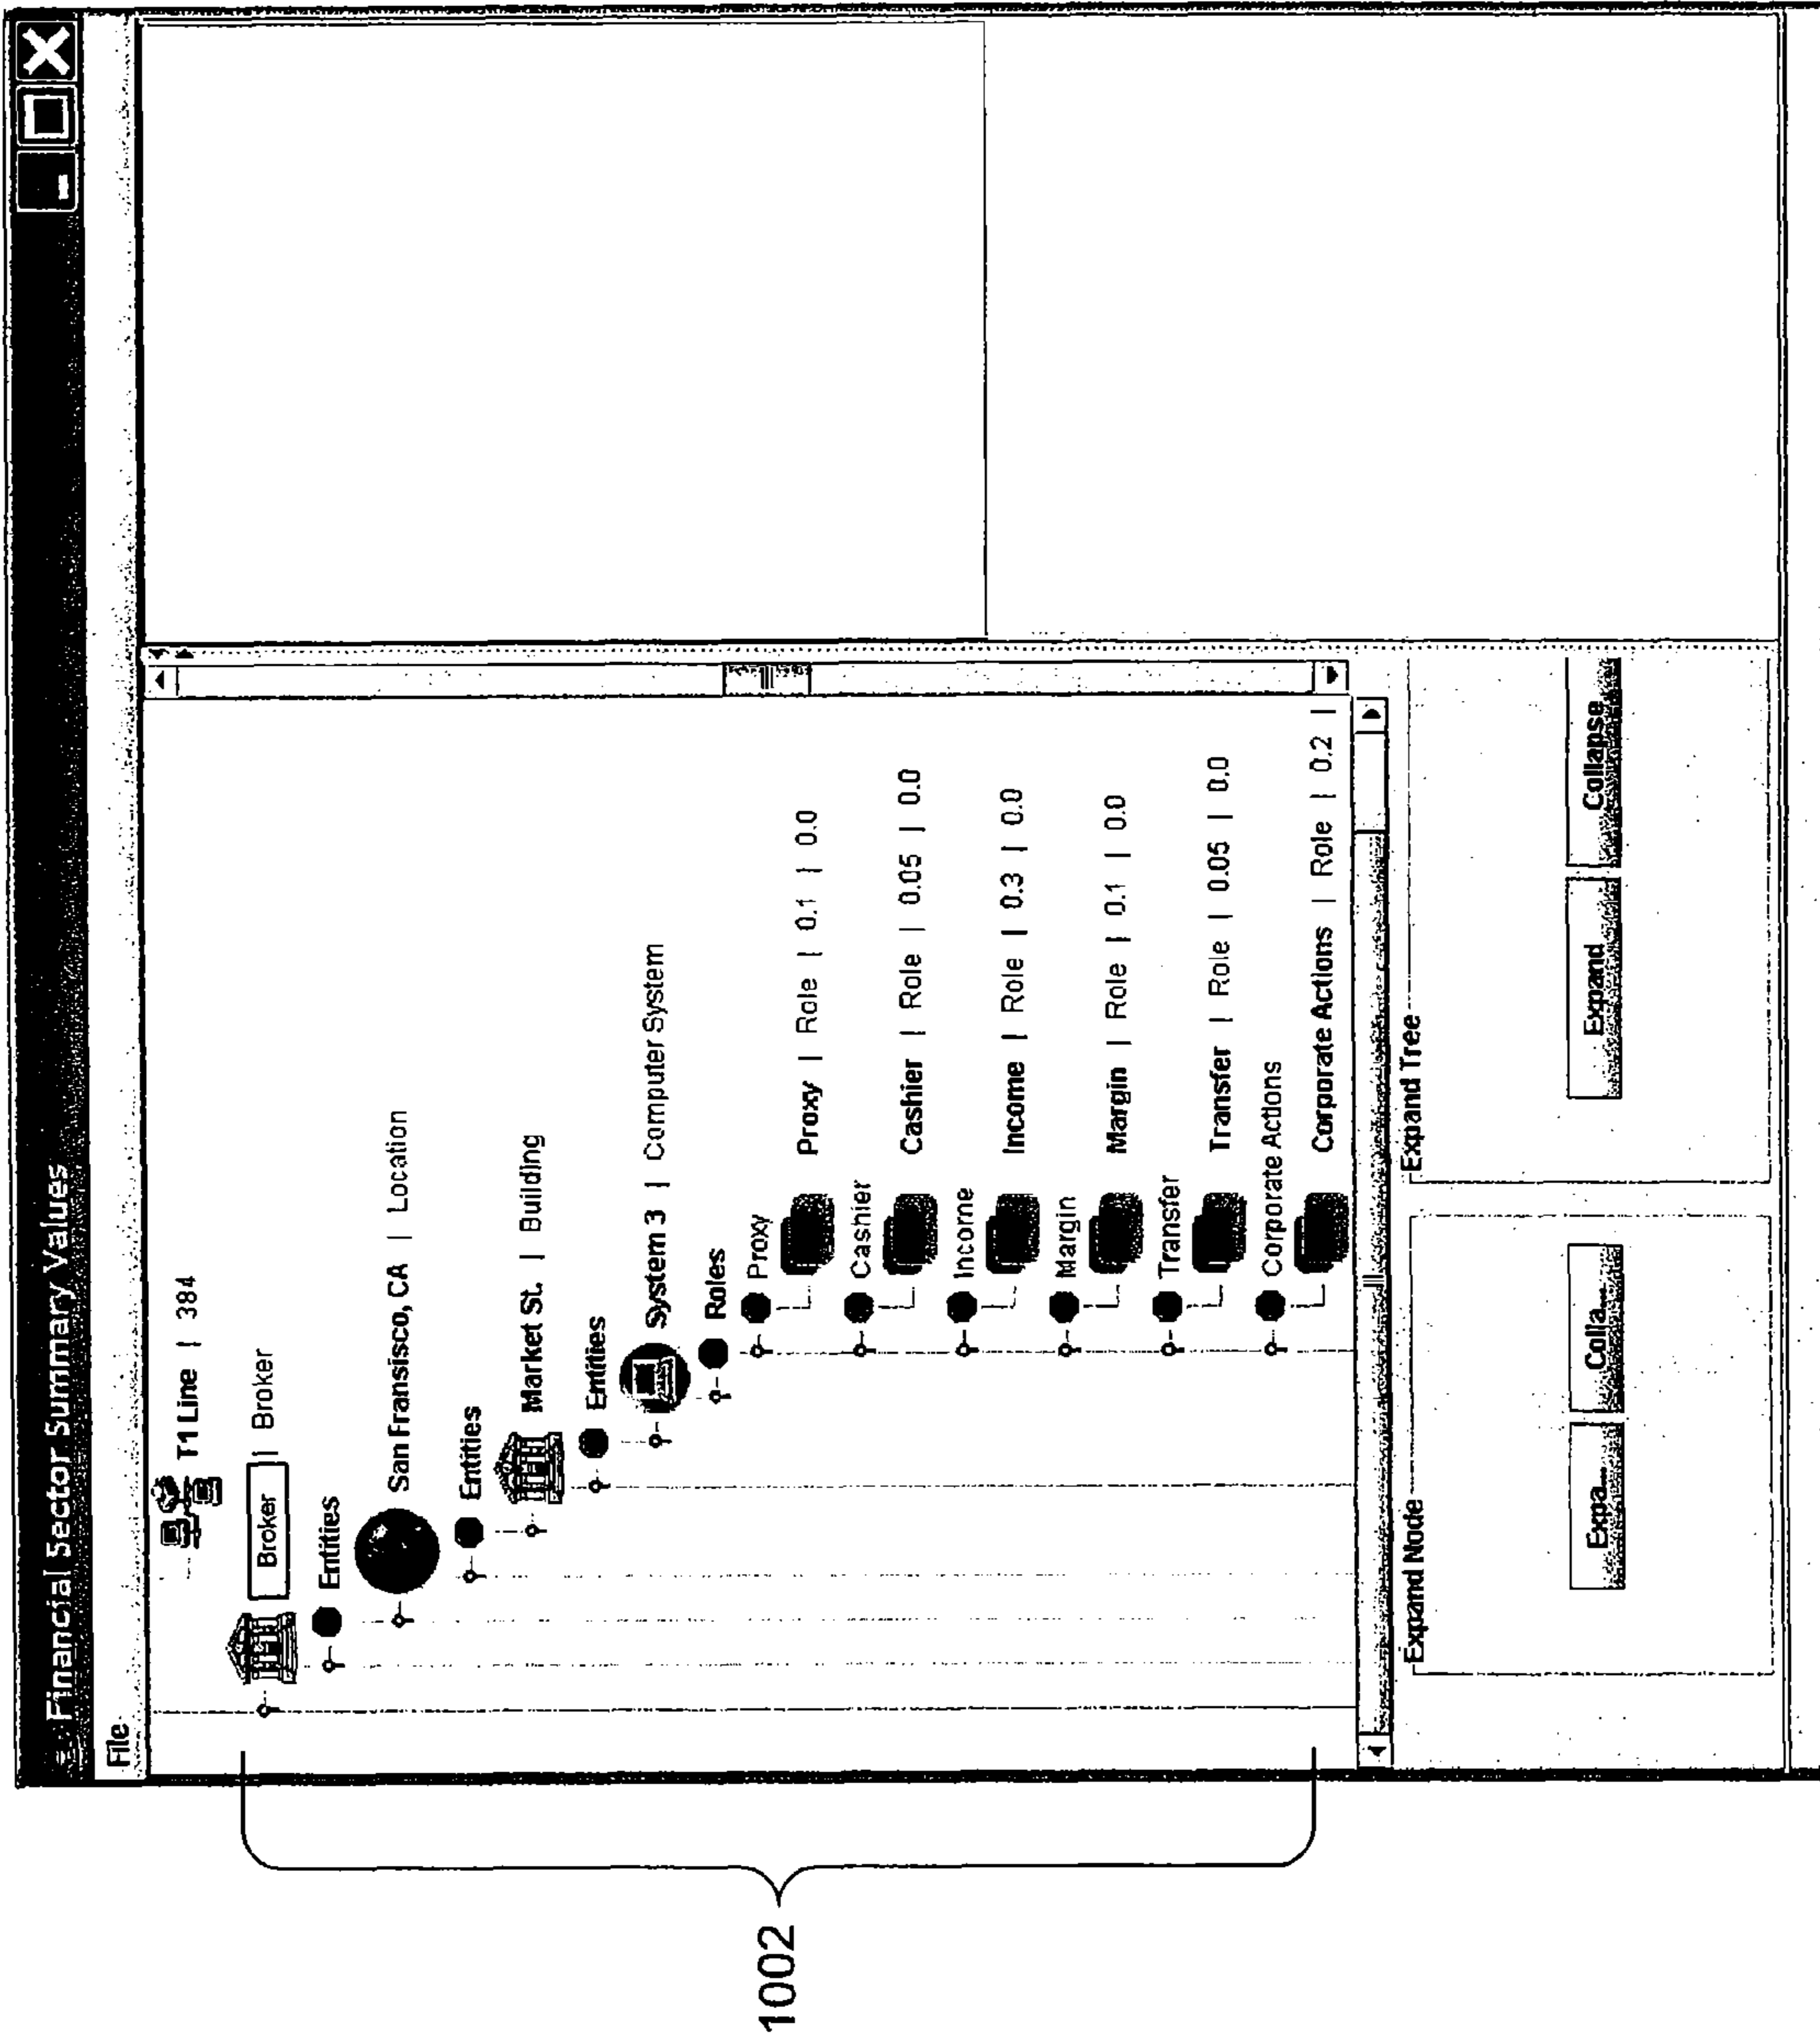 Financial Sector Summary Values
File
T1 Line | 384
Broker | Broker
Entities
San Fransisco, CA | Location
Entities
Market St. | Building
Entities
System 3 | Computer System
Roles
Proxy
Proxy | Role | 0.1 | 0.0
Cashier
Cashier | Role | 0.05 | 0.0
Income
Income | Role | 0.3 | 0.0
Margin
Margin | Role | 0.1 | 0.0
Transfer
Transfer | Role | 0.05 | 0.0
Corporate Actions
Corporate Actions | Role | 0.2 |
Expand Node
Expa... Colla...
Expand Tree
Expand Collapse
1002